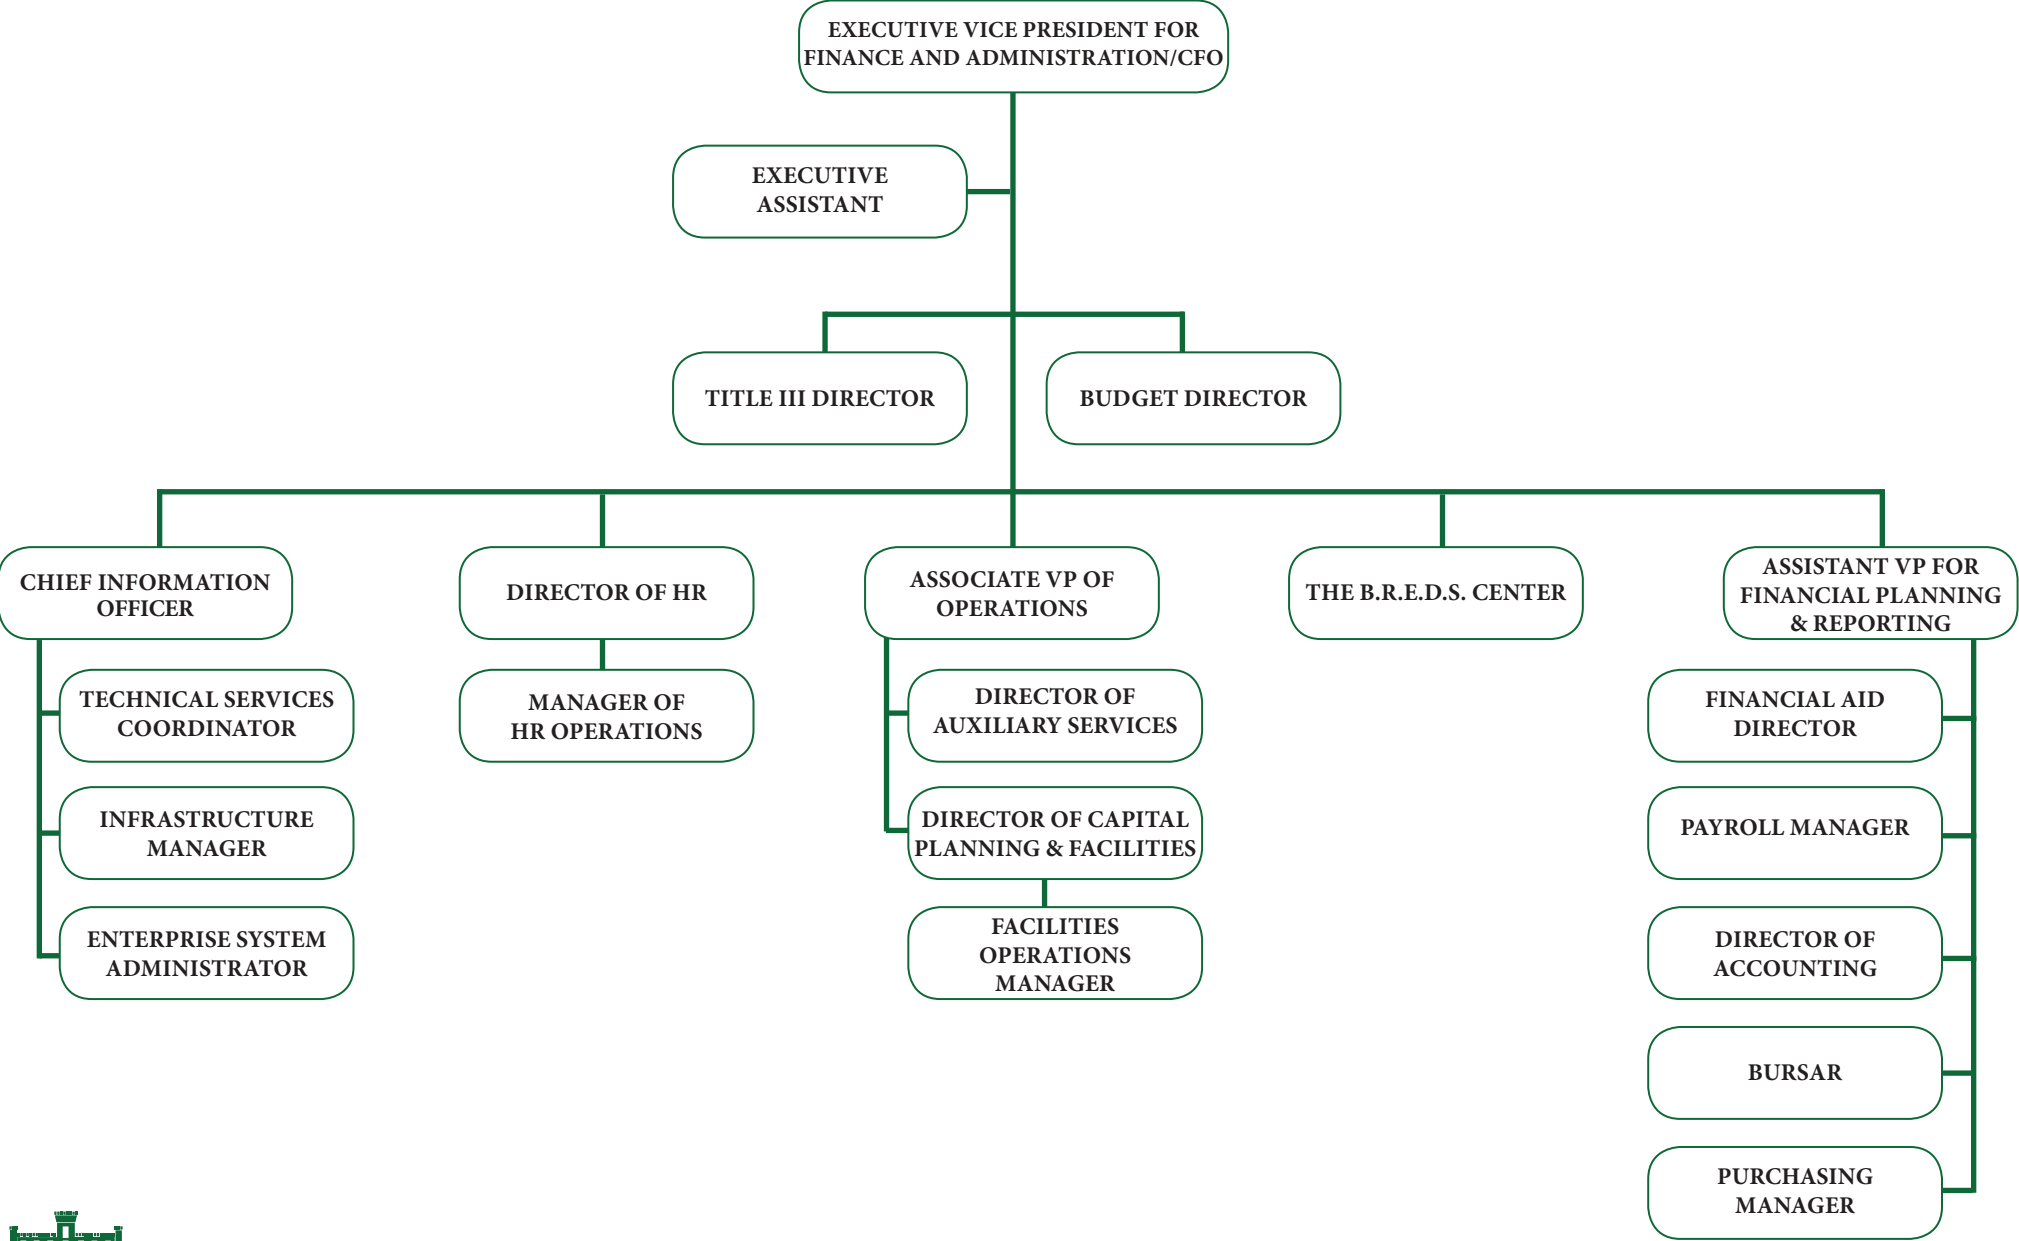 EXECUTIVE VICE PRESIDENT FOR
FINANCE AND ADMINISTRATION/CFO
EXECUTIVE
ASSISTANT
TITLE III DIRECTOR
BUDGET DIRECTOR
CHIEF INFORMATION
OFFICER
DIRECTOR OF HR
ASSOCIATE VP OF
OPERATIONS
THE B.R.E.D.S. CENTER
ASSISTANT VP FOR
FINANCIAL PLANNING
& REPORTING
TECHNICAL SERVICES
COORDINATOR
MANAGER OF
HR OPERATIONS
DIRECTOR OF
AUXILIARY SERVICES
FINANCIAL AID
DIRECTOR
INFRASTRUCTURE
MANAGER
DIRECTOR OF CAPITAL
PLANNING & FACILITIES
PAYROLL MANAGER
ENTERPRISE SYSTEM
ADMINISTRATOR
FACILITIES
OPERATIONS
MANAGER
DIRECTOR OF
ACCOUNTING
BURSAR
PURCHASING
MANAGER